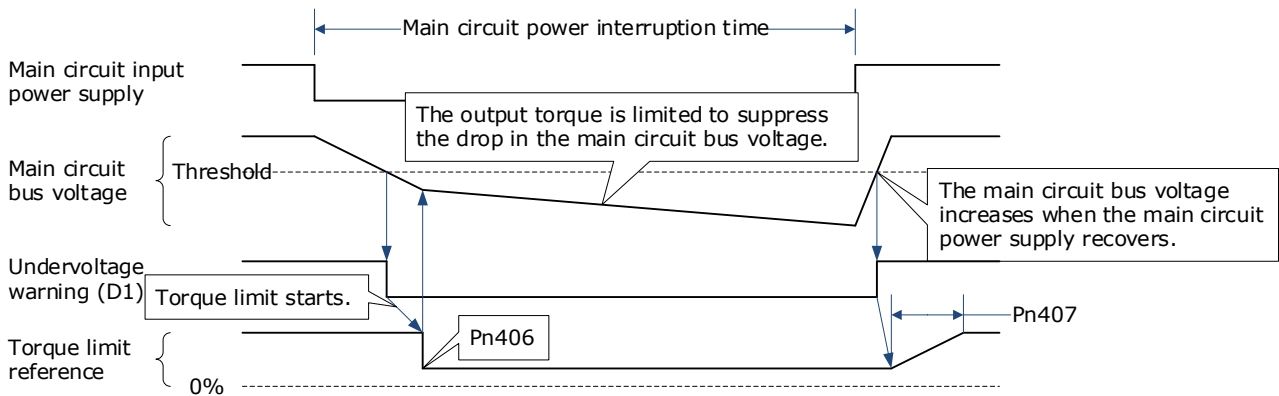 Main circuit power interruption time
Main circuit input
power supply
The output torque is limited to suppress
the drop in the main circuit bus voltage.
Main circuit
bus voltage
Threshold
The main circuit bus voltage
increases when the main circuit
power supply recovers.
Undervoltage
warning (D1)
Torque limit starts.
Pn407
Pn406
Torque limit
reference
0%